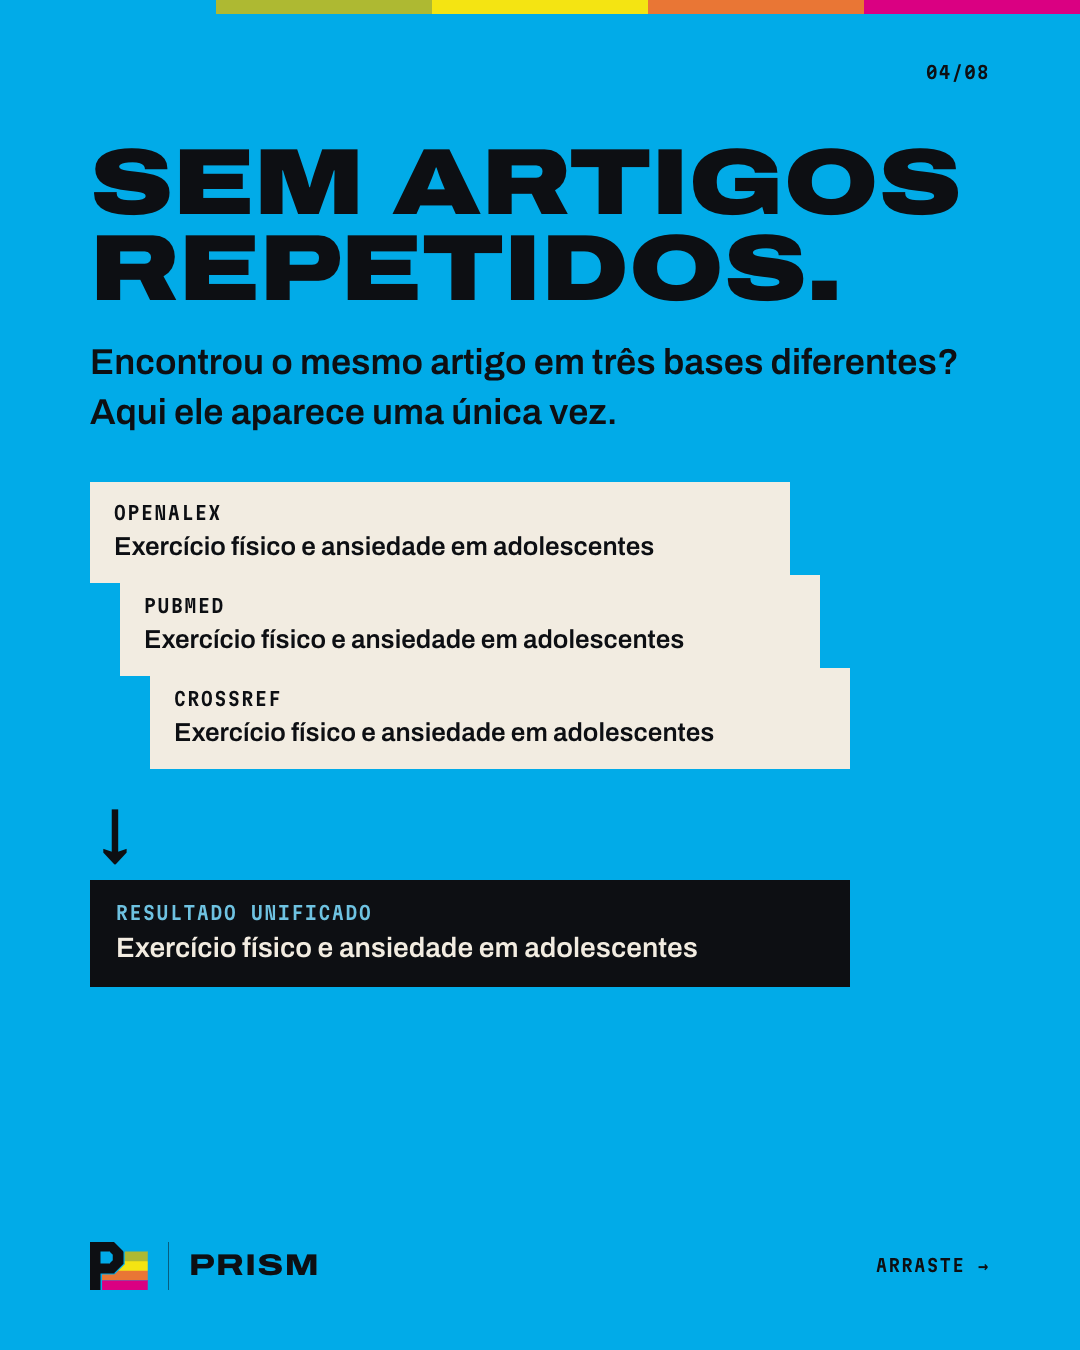 04/08
SEM ARTIGOS
REPETIDOS.
Encontrou o mesmo artigo em três bases diferentes?
Aqui ele aparece uma única vez.
OPENALEX
Exercício físico e ansiedade em adolescentes
PUBMED
Exercício físico e ansiedade em adolescentes
CROSSREF
Exercício físico e ansiedade em adolescentes
↓
RESULTADO UNIFICADO
Exercício físico e ansiedade em adolescentes
P
PRISM
ARRASTE →